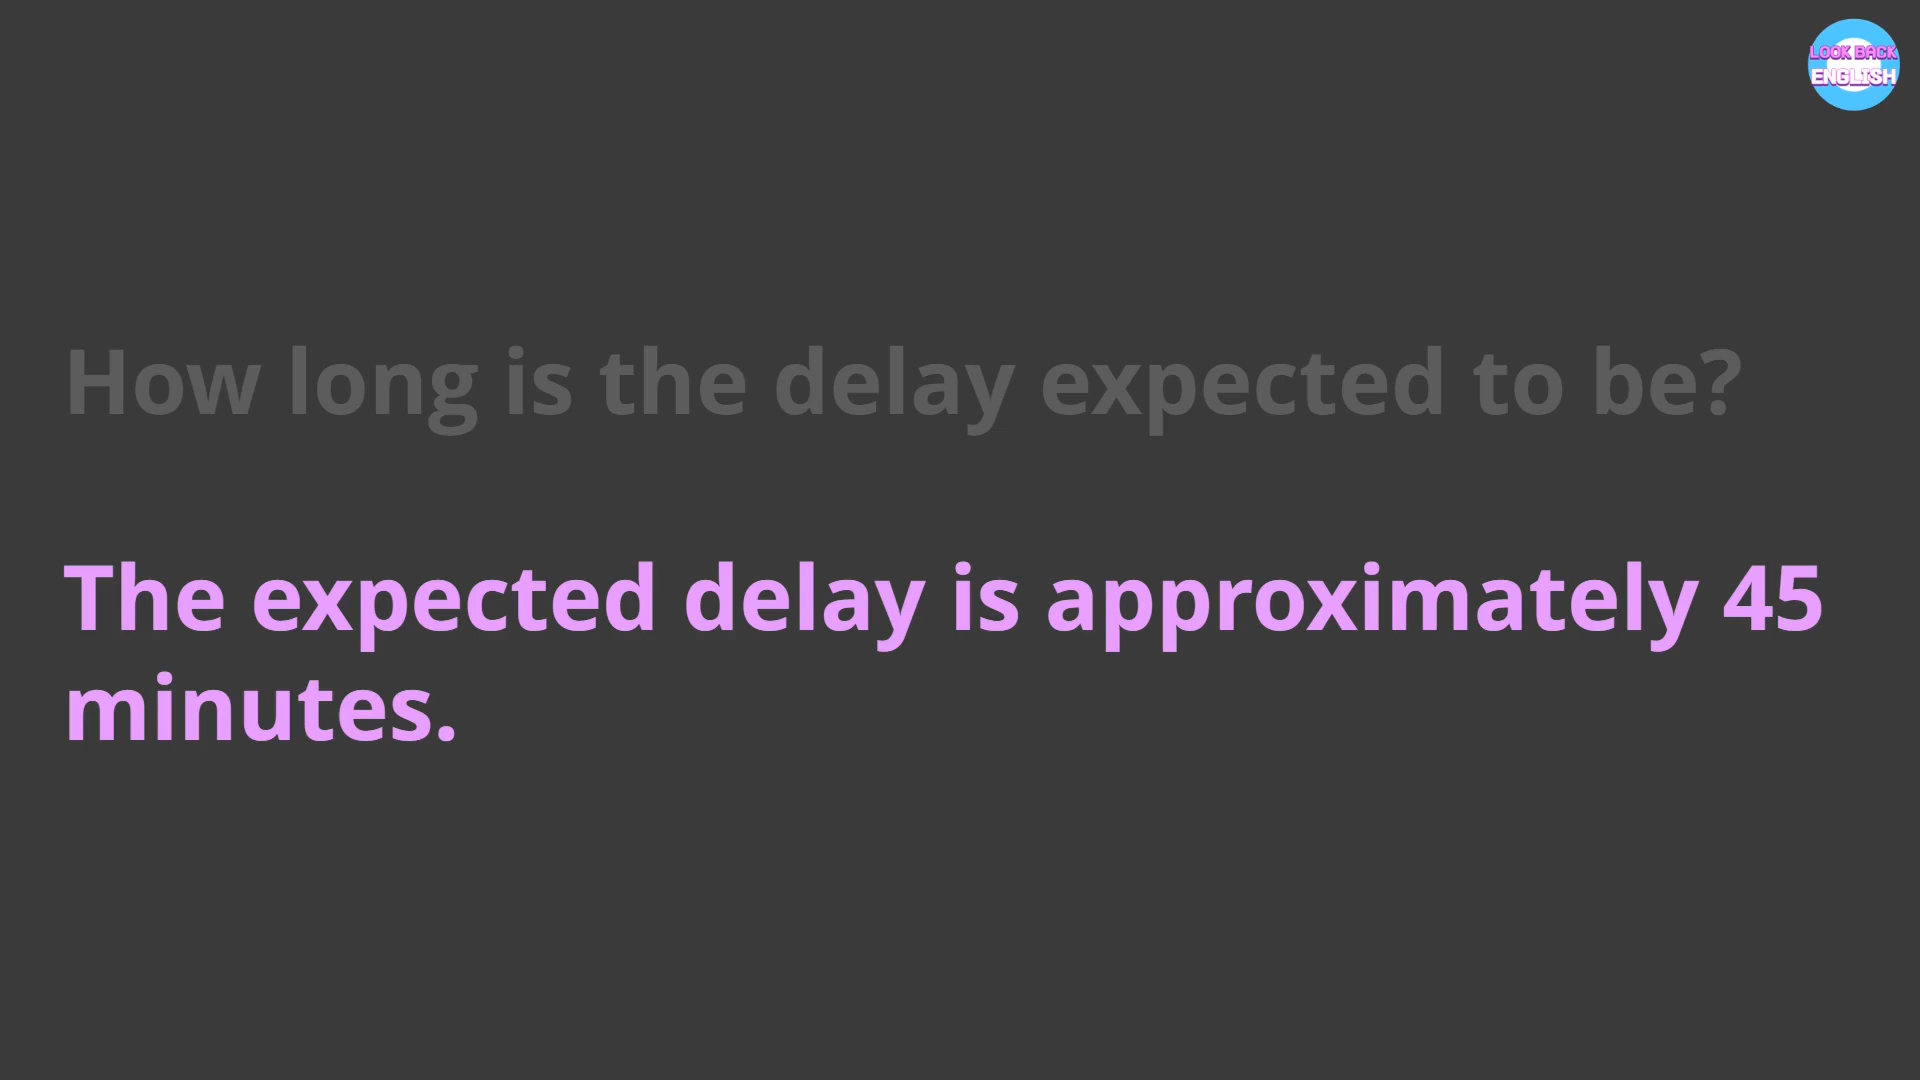 LOOK BACK
ENGLISH
How long is the delay expected to be?
The expected delay is approximately 45
minutes.